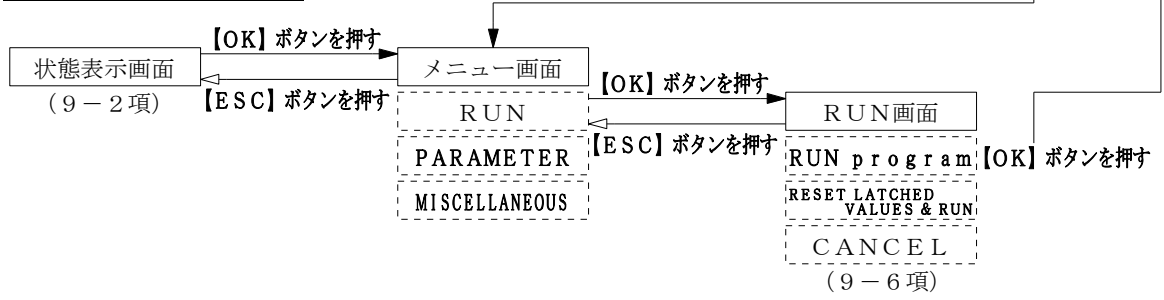 【OK】ボタンを押す
状態表示画面
メニュー画面
【ESC】ボタンを押す
(9-2項)
RUN
PARAMETER
MISCELLANEOUS
【OK】ボタンを押す
RUN画面
【ESC】ボタンを押す
RUN program
【OK】ボタンを押す
RESET LATCHED
VALUES & RUN
CANCEL
(9-6項)